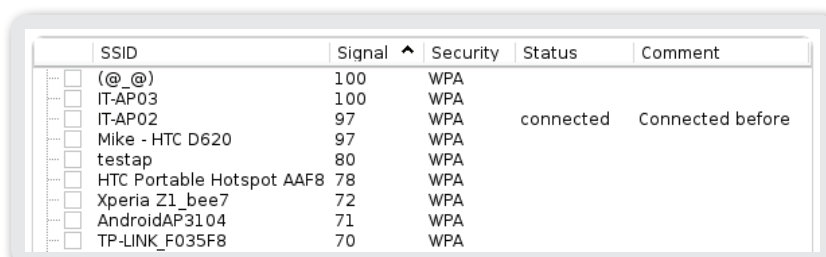 SSID Signal Security Status Comment
(@_@) 100 WPA
IT-AP03 100 WPA
IT-AP02 97 WPA connected Connected before
Mike - HTC D620 97 WPA
testap 80 WPA
HTC Portable Hotspot AAF8 78 WPA
Xperia Z1_bee7 72 WPA
AndroidAP3104 71 WPA
TP-LINK_F035F8 70 WPA